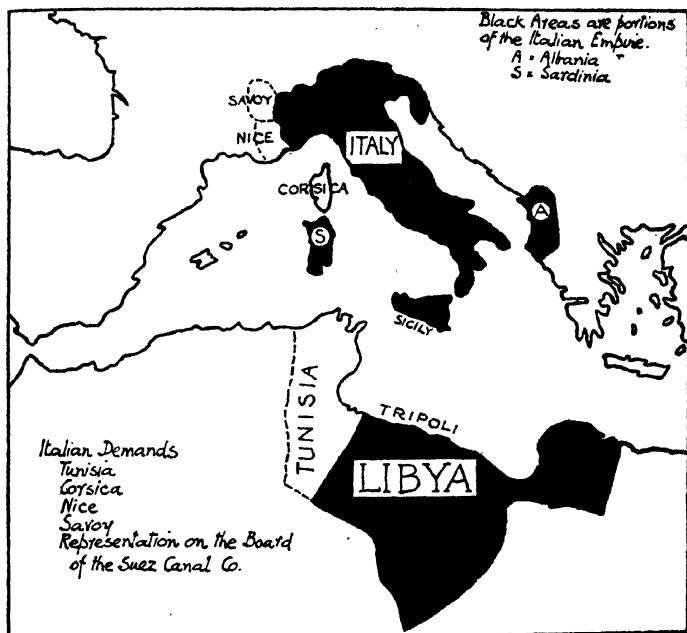 Black Areas are portions
of the Italian Empire.
A = Albania
S = Sardinia
SAVOY
NICE
ITALY
CORSICA
A
S
SICILY
TUNISIA
TRIPOLI
LIBYA
Italian Demands
Tunisia
Corsica
Nice
Savoy
Representation on the Board
of the Suez Canal Co.